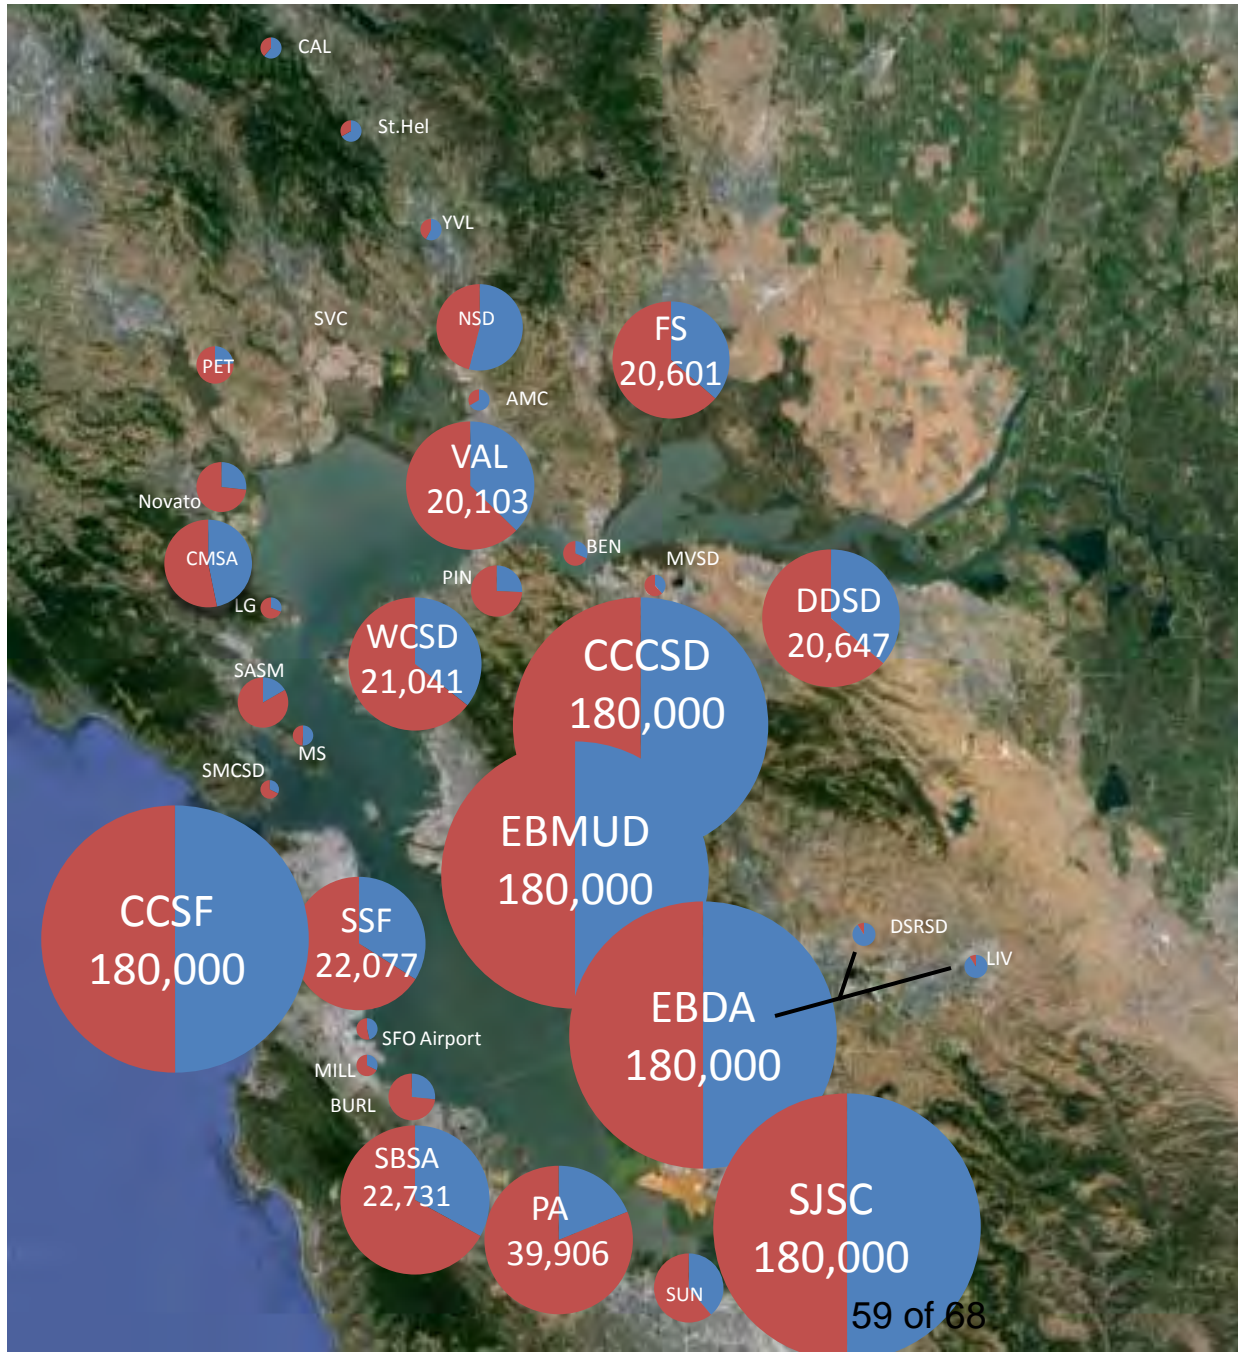 CAL
St.Hel
YVL
SVC
NSD
FS
20,601
PET
AMC
VAL
20,103
Novato
CMSA
BEN
MVSD
PIN
LG
DDSD
20,647
WCSD
21,041
CCCSD
180,000
SASM
MS
SMCSD
EBMUD
180,000
CCSF
180,000
SSF
22,077
DSRSD
LIV
EBDA
180,000
SFO Airport
MILL
BURL
SBSA
22,731
PA
39,906
SJSC
180,000
SUN
59 of 68